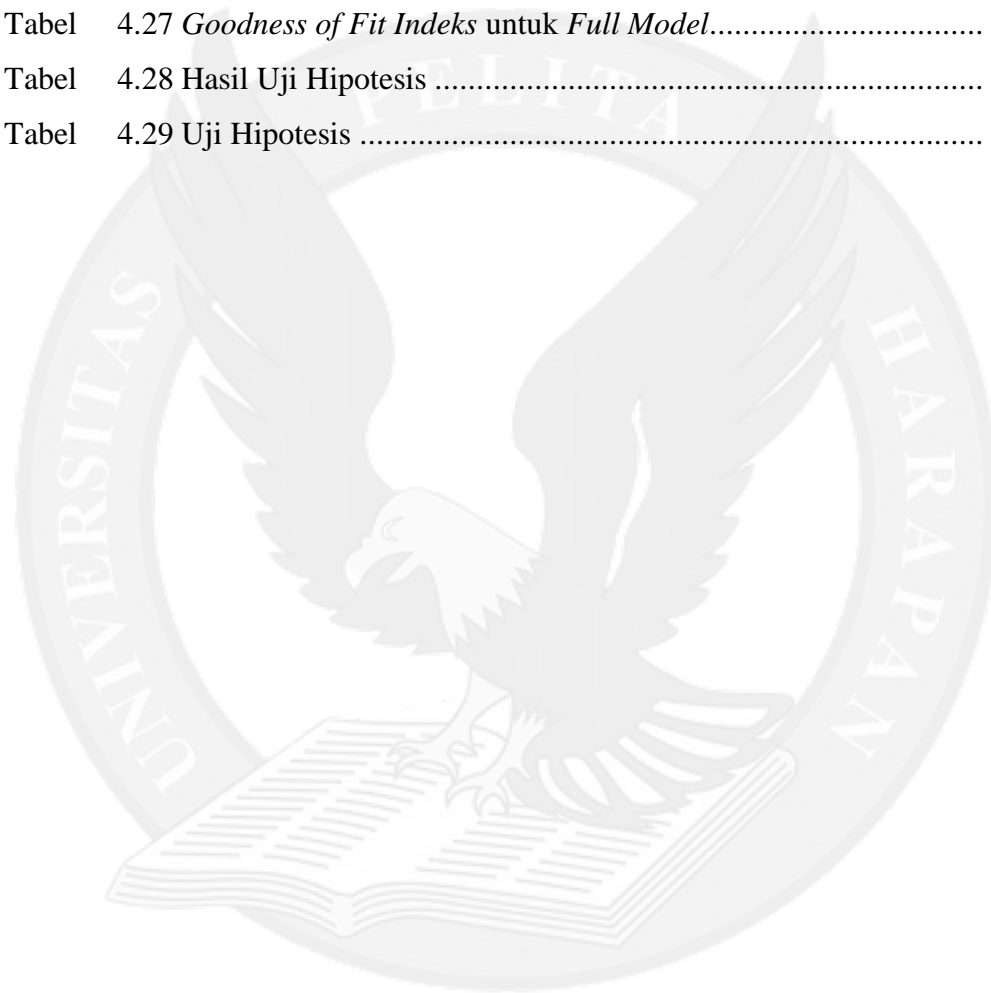 Tabel 4.27 Goodness of Fit Indeks untuk Full Model...............................
Tabel 4.28 Hasil Uji Hipotesis ..............................................................
Tabel 4.29 Uji Hipotesis ......................................................................
UNIVERSITAS PELITA HARAPAN